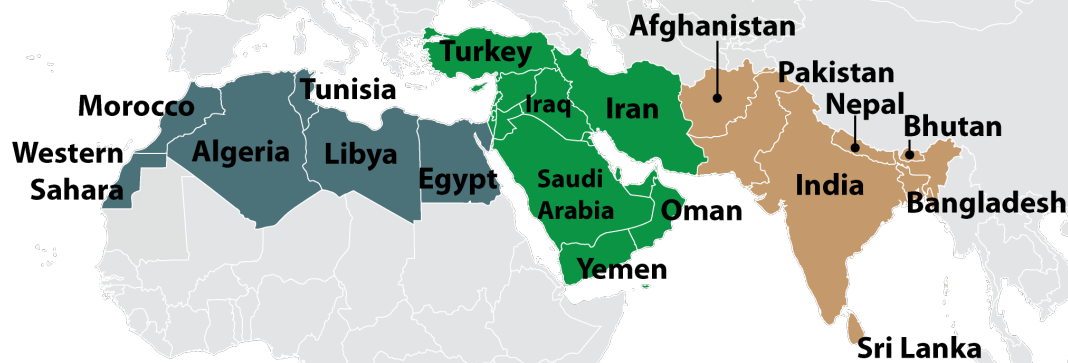 Afghanistan
Turkey
Pakistan
Tunisia
Morocco
Iraq
Iran
Nepal
Bhutan
Western
Sahara
Algeria
Libya
Egypt
Saudi
Arabia
India
Oman
Bangladesh
Yemen
Sri Lanka